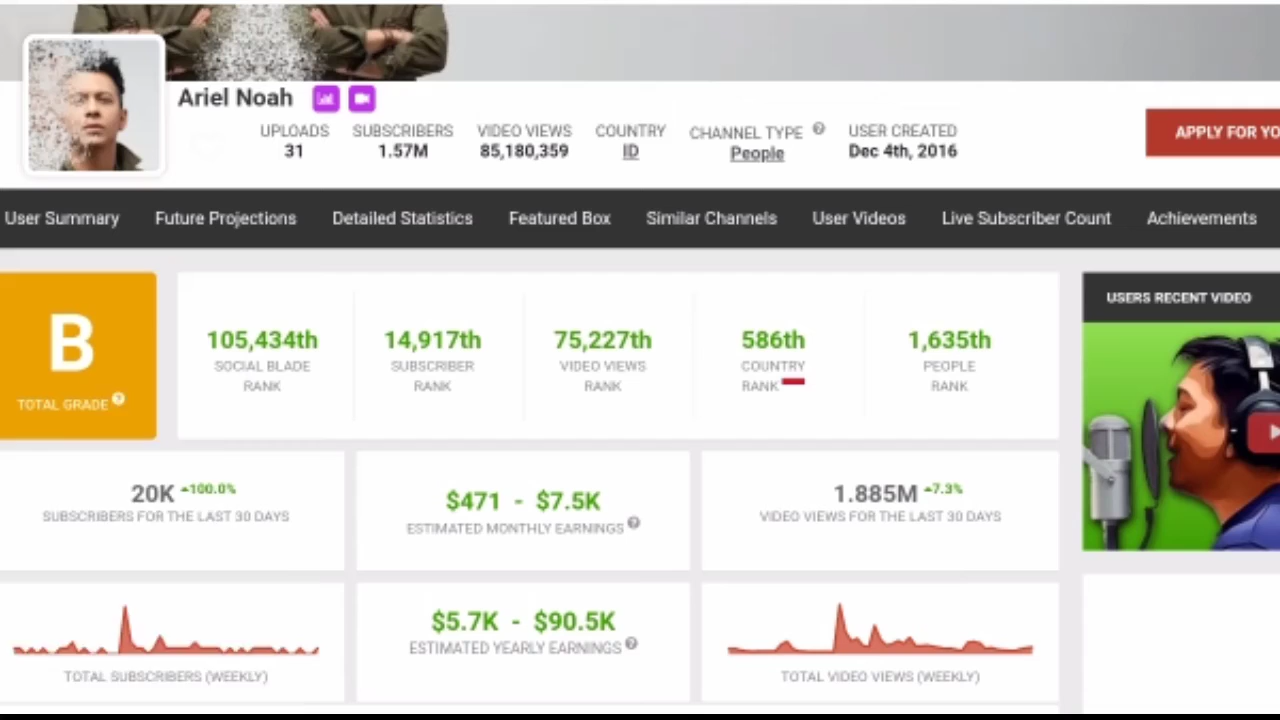 Ariel Noah
UPLOADS SUBSCRIBERS VIDEO VIEWS COUNTRY CHANNEL TYPE USER CREATED
31 1.57M 85,180,359 ID People Dec 4th, 2016
APPLY FOR YO
User Summary Future Projections Detailed Statistics Featured Box Similar Channels User Videos Live Subscriber Count Achievements
B
TOTAL GRADE
105,434th 14,917th 75,227th 586th 1,635th
SOCIAL BLADE SUBSCRIBER VIDEO VIEWS COUNTRY PEOPLE
RANK RANK RANK RANK RANK
USERS RECENT VIDEO
20K 100.0%
SUBSCRIBERS FOR THE LAST 30 DAYS
$471 - $7.5K
ESTIMATED MONTHLY EARNINGS
1.885M 7.3%
VIDEO VIEWS FOR THE LAST 30 DAYS
TOTAL SUBSCRIBERS (WEEKLY)
$5.7K - $90.5K
ESTIMATED YEARLY EARNINGS
TOTAL VIDEO VIEWS (WEEKLY)